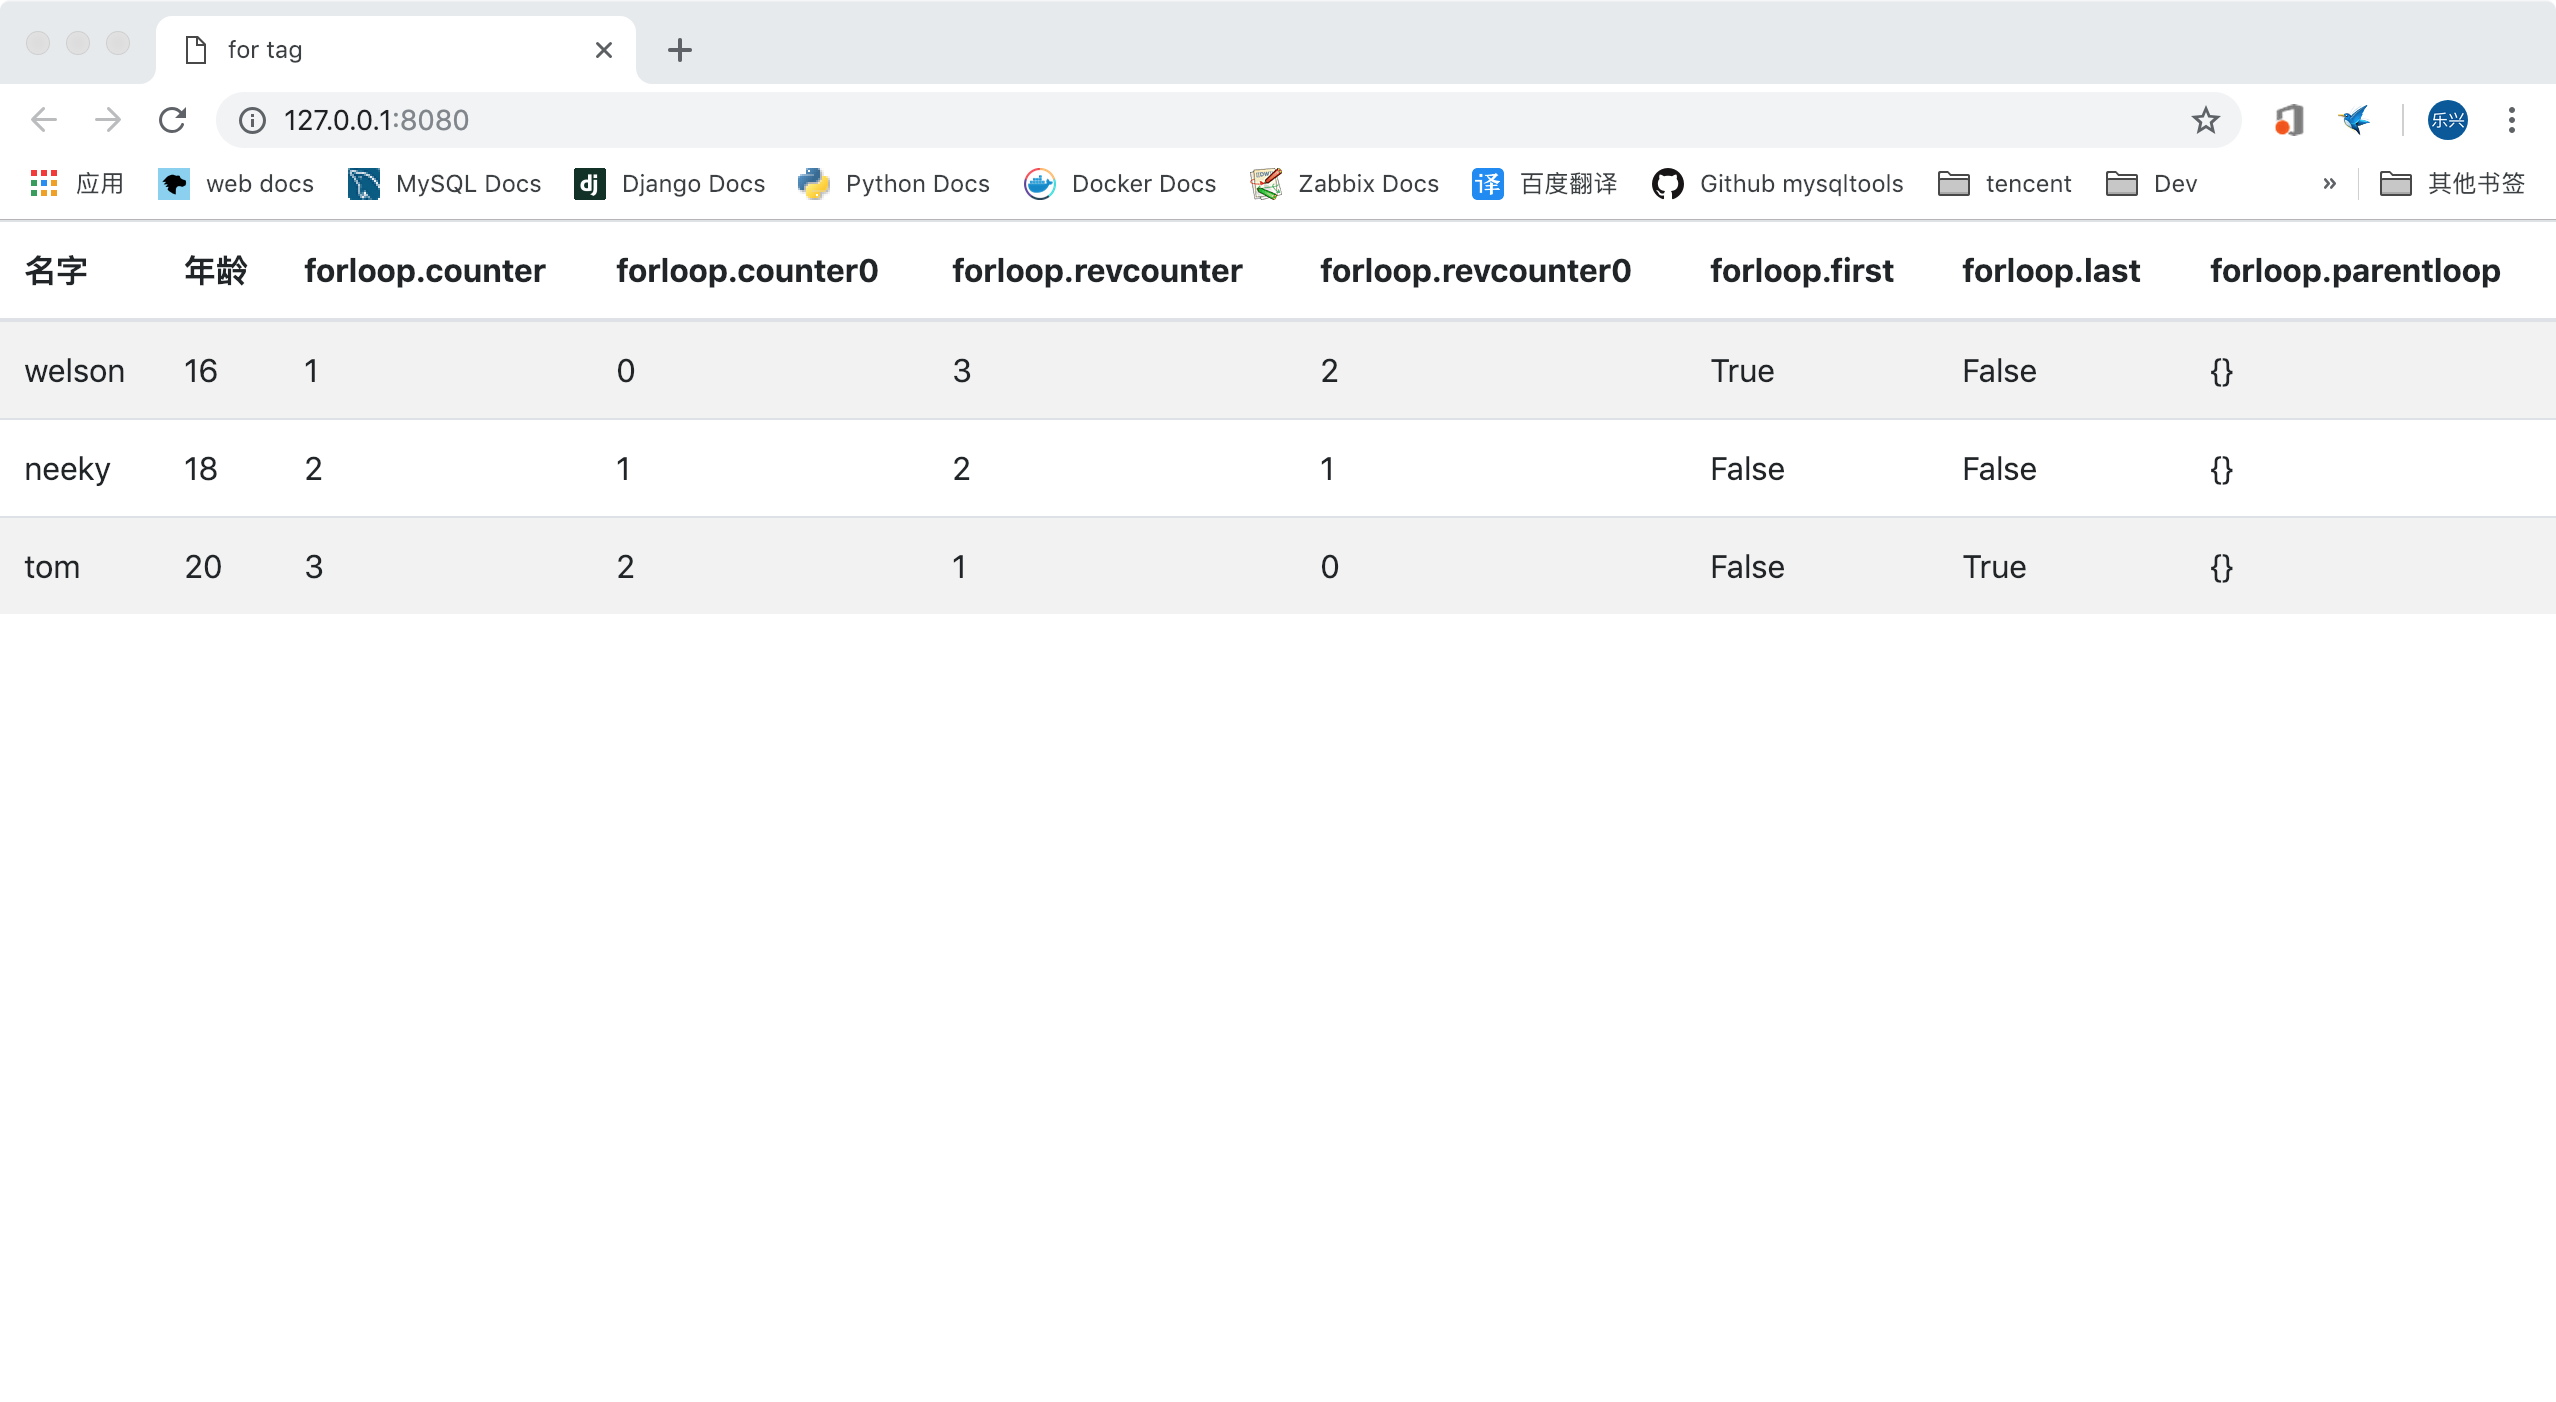 for tag
127.0.0.1:8080
乐兴
应用 web docs MySQL Docs dj Django Docs Python Docs Docker Docs Zabbix Docs 译 百度翻译 Github mysqltools tencent Dev » 其他书签
名字 年龄 forloop.counter forloop.counter0 forloop.revcounter forloop.revcounter0 forloop.first forloop.last forloop.parentloop
welson 16 1 0 3 2 True False {}
neeky 18 2 1 2 1 False False {}
tom 20 3 2 1 0 False True {}